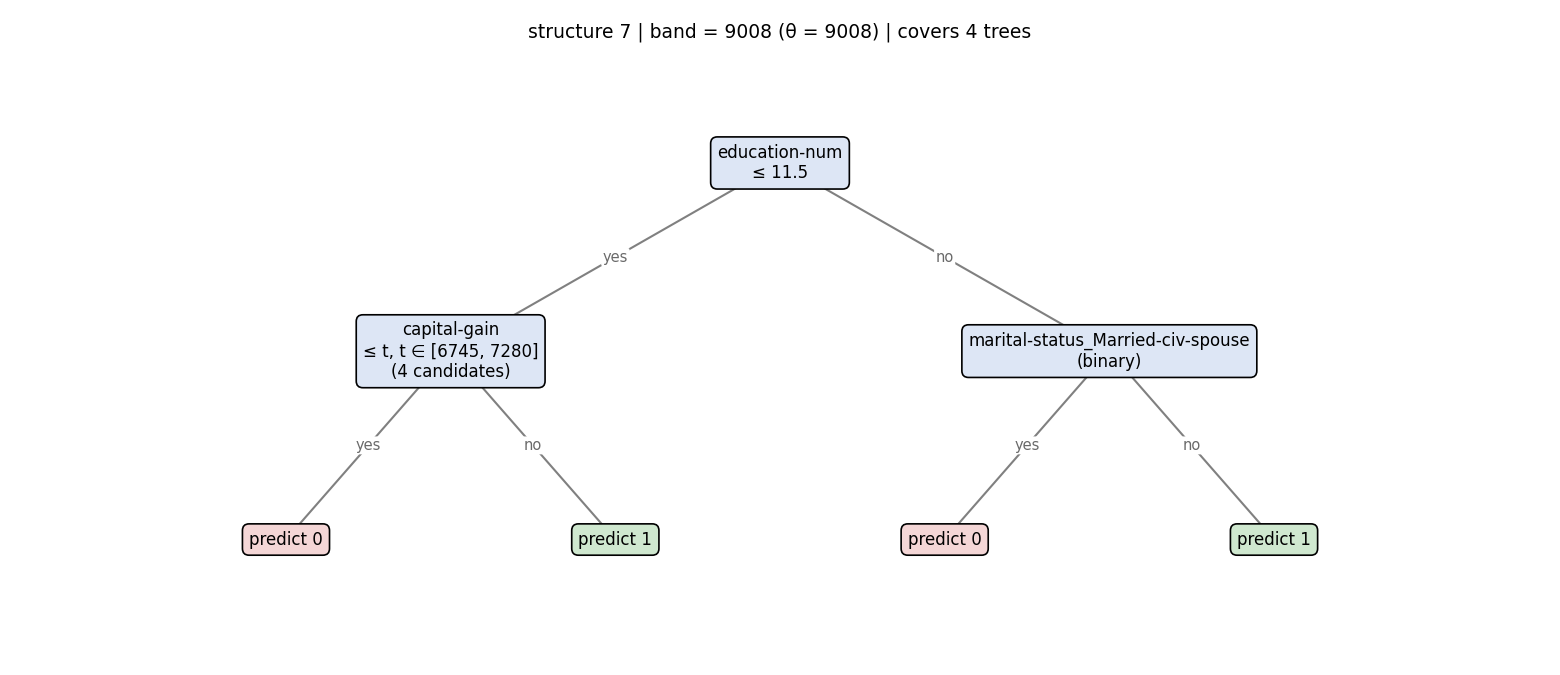 structure 7 | band = 9008 (θ = 9008) | covers 4 trees
education-num
≤ 11.5
yes
no
capital-gain
≤ t, t ∈ [6745, 7280]
(4 candidates)
marital-status_Married-civ-spouse
(binary)
yes
no
yes
no
predict 0
predict 1
predict 0
predict 1